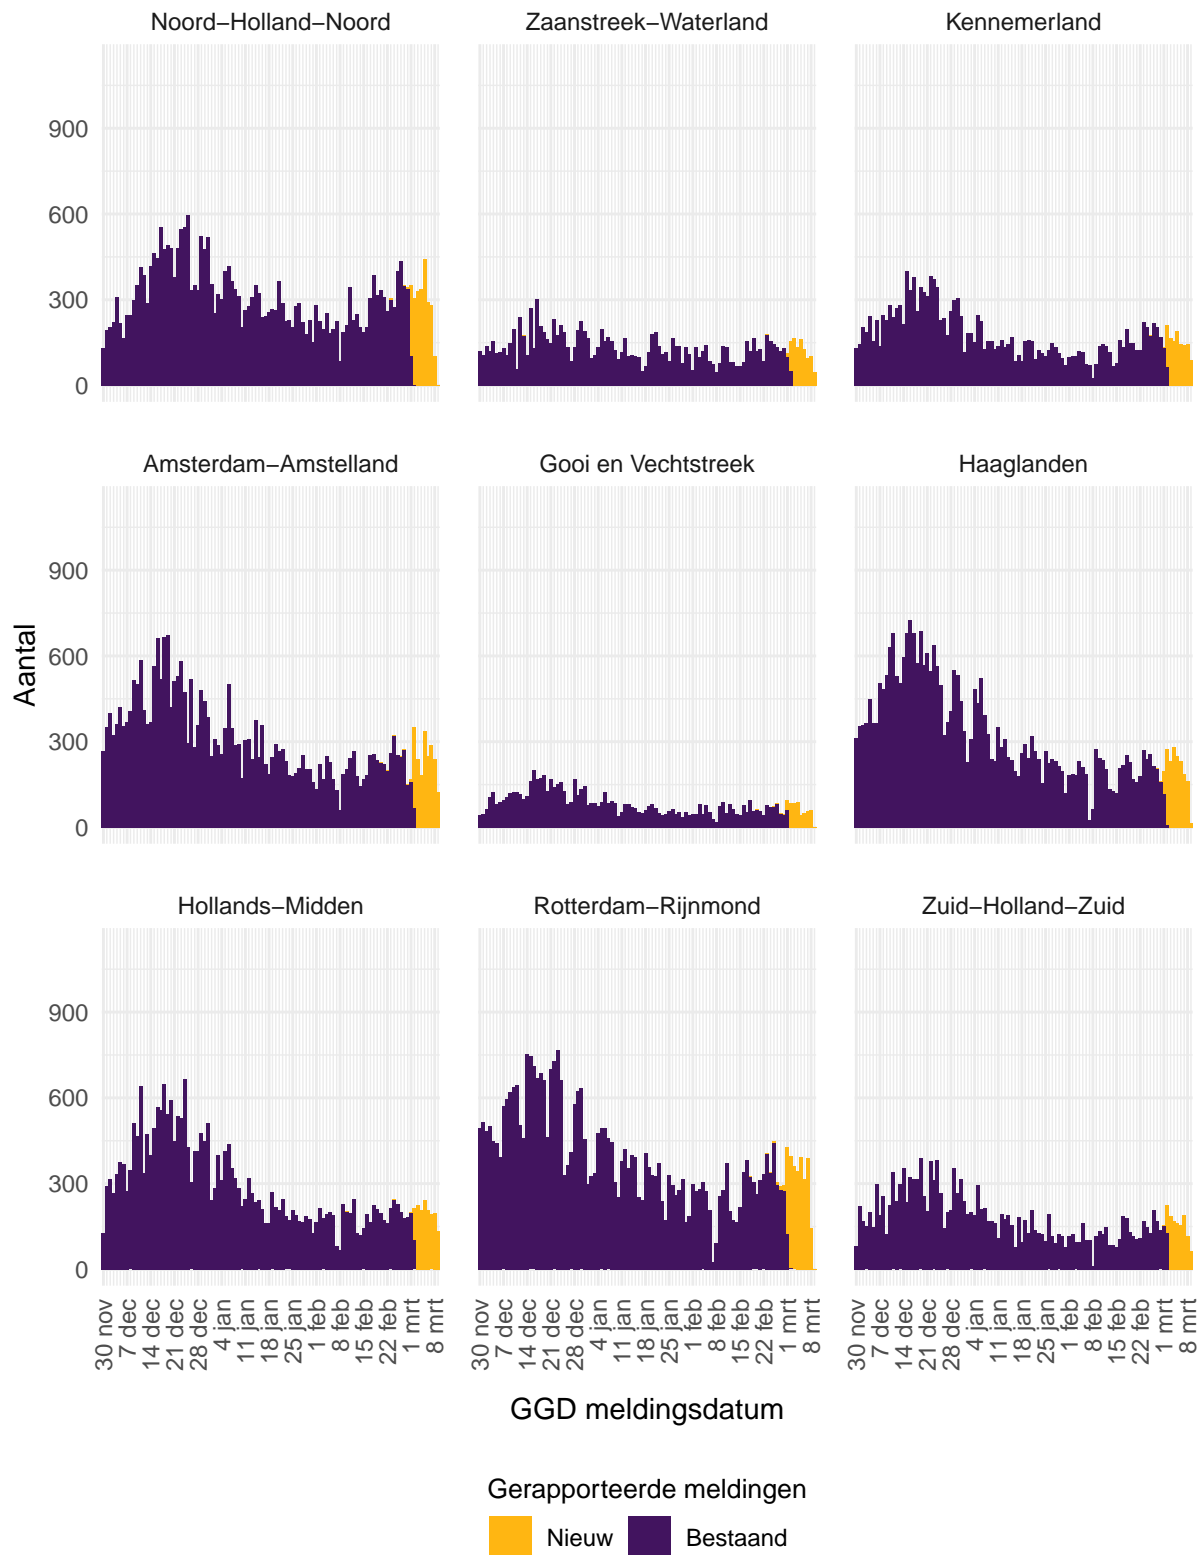 Noord−Holland−Noord
Zaanstreek−Waterland
Kennemerland
900
600
300
0
Amsterdam−Amstelland
Gooi en Vechtstreek
Haaglanden
900
600
300
0
Aantal
Hollands−Midden
Rotterdam−Rijnmond
Zuid−Holland−Zuid
900
600
300
0
30 nov
7 dec
14 dec
21 dec
28 dec
4 jan
11 jan
18 jan
25 jan
1 feb
8 feb
15 feb
22 feb
1 mrt
8 mrt
30 nov
7 dec
14 dec
21 dec
28 dec
4 jan
11 jan
18 jan
25 jan
1 feb
8 feb
15 feb
22 feb
1 mrt
8 mrt
30 nov
7 dec
14 dec
21 dec
28 dec
4 jan
11 jan
18 jan
25 jan
1 feb
8 feb
15 feb
22 feb
1 mrt
8 mrt
GGD meldingsdatum
Gerapporteerde meldingen
Nieuw
Bestaand